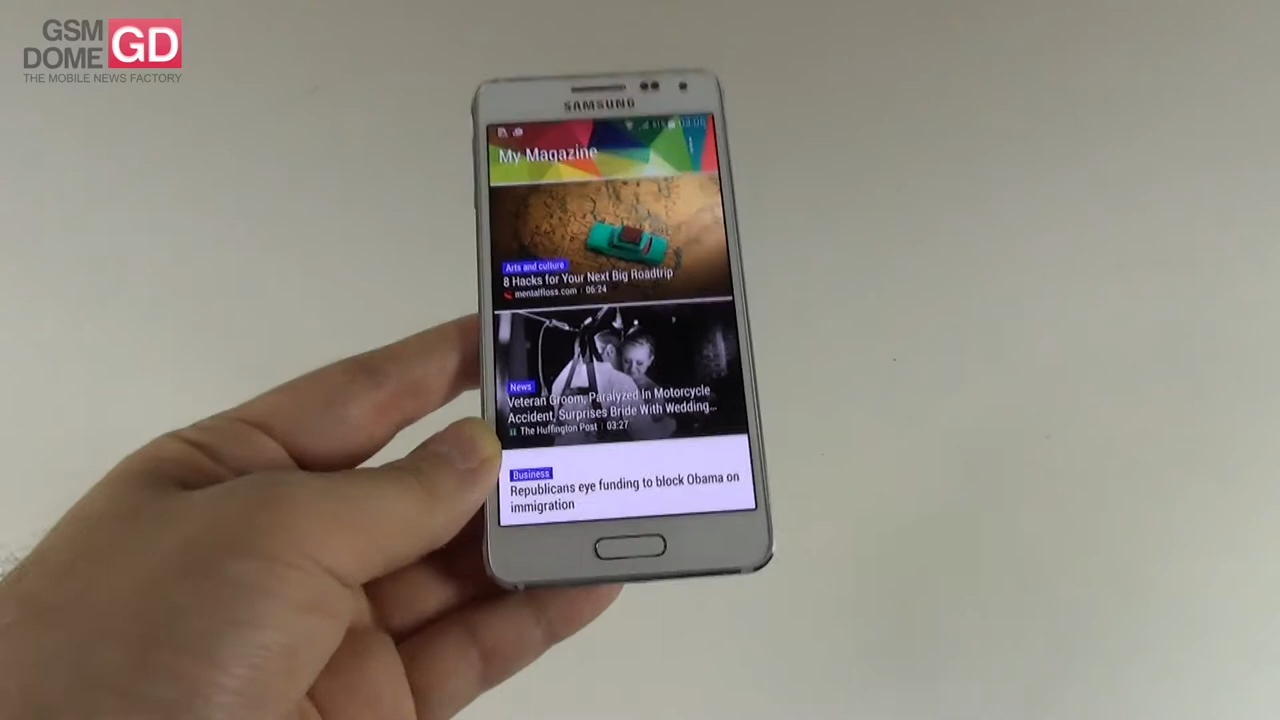 GSM
DOME
GD
THE MOBILE NEWS FACTORY
SAMSUNG
My Magazine
Arts and culture
8 Hacks for Your Next Big Roadtrip
mentalfloss.com | 06:24
News
Veteran Groom, Paralyzed In Motorcycle
Accident, Surprises Bride With Wedding...
The Huffington Post | 03:27
Business
Republicans eye funding to block Obama on
immigration